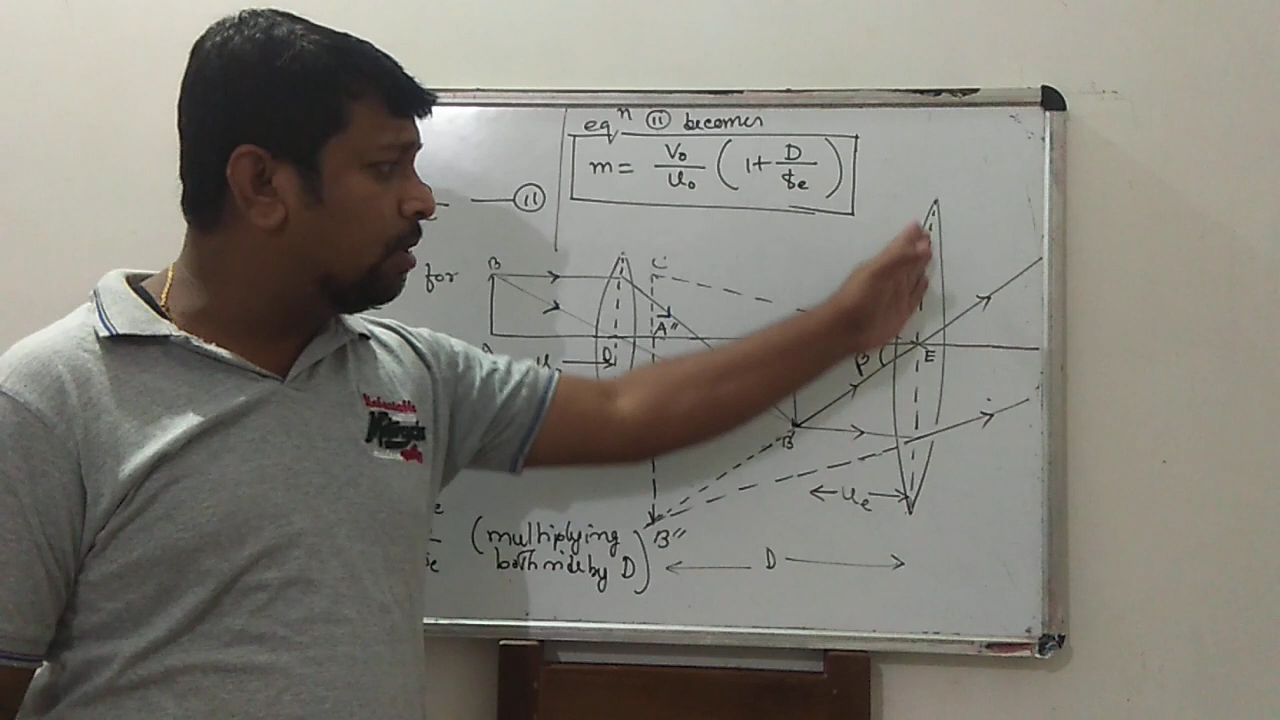 eqⁿ ⑪ becomes
m = V₀/u₀ (1 + D/fₑ)
⑪
for
B
C
A''
O
β
E
B'
uₑ
B''
(multiplying
both side by D)
D